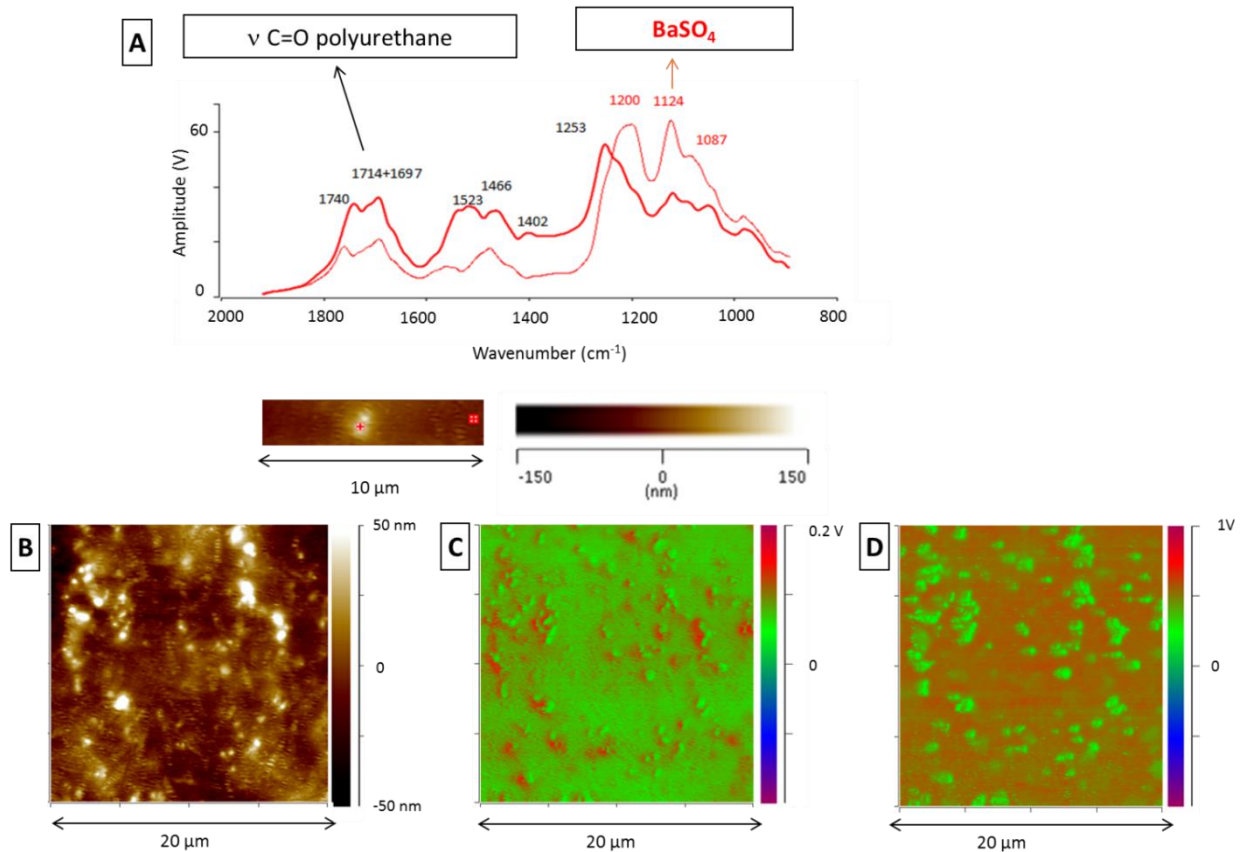 A
ν C=O polyurethane
BaSO₄
60
0
Amplitude (V)
1740
1714+1697
1523
1466
1402
1253
1200
1124
1087
2000
1800
1600
1400
1200
1000
800
Wavenumber (cm⁻¹)
10 µm
-150
0
150
(nm)
B
50 nm
0
-50 nm
20 µm
C
0.2 V
0
20 µm
D
1V
0
20 µm